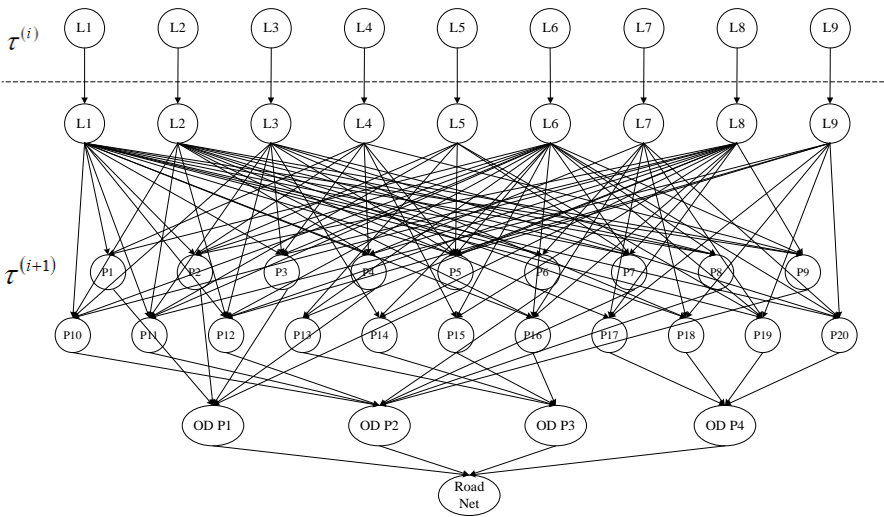 τ^(i)
L1 L2 L3 L4 L5 L6 L7 L8 L9
L1 L2 L3 L4 L5 L6 L7 L8 L9
τ^(i+1)
P1 P2 P3 P4 P5 P6 P7 P8 P9
P10 P11 P12 P13 P14 P15 P16 P17 P18 P19 P20
OD P1 OD P2 OD P3 OD P4
Road
Net